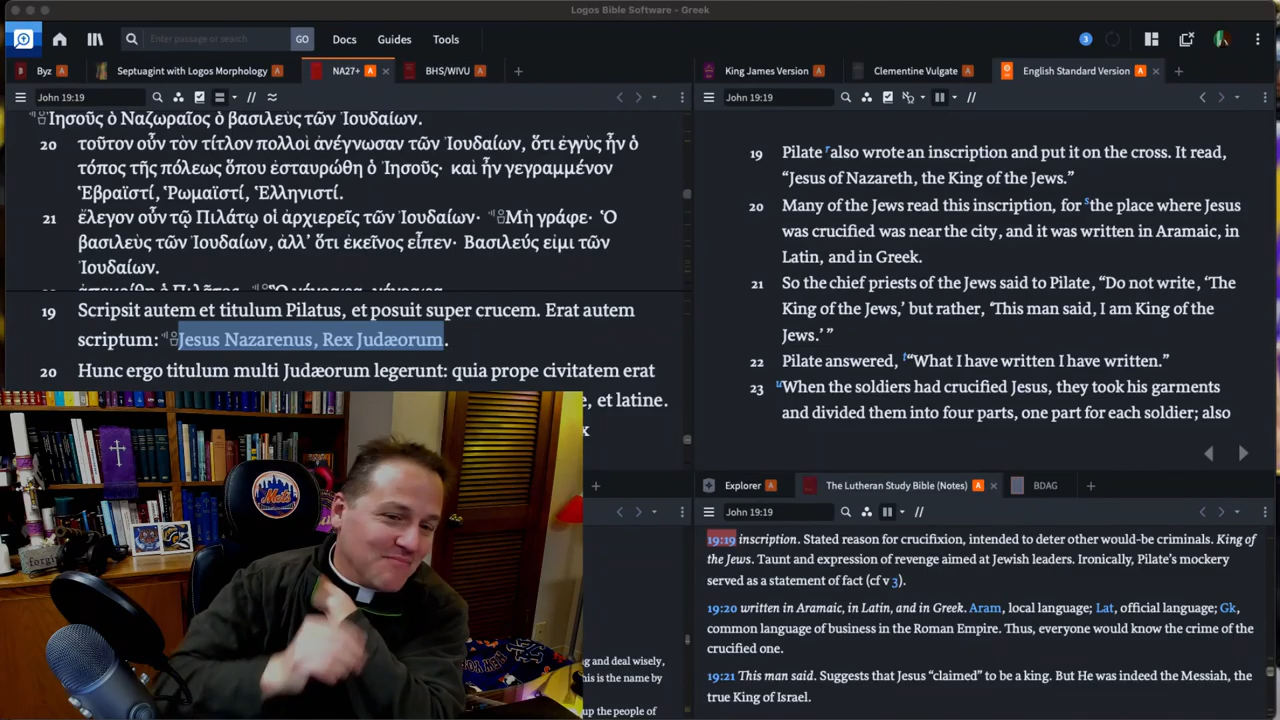 Logos Bible Software - Greek
Enter passage or search
GO
Docs
Guides
Tools
3
Byz A
Septuagint with Logos Morphology A
NA27+ A
BHS/WIVU A
King James Version A
Clementine Vulgate A
English Standard Version A
John 19:19
John 19:19
Ἰησοῦς ὁ Ναζωραῖος ὁ βασιλεὺς τῶν Ἰουδαίων.
20 τοῦτον οὖν τὸν τίτλον πολλοὶ ἀνέγνωσαν τῶν Ἰουδαίων, ὅτι ἐγγὺς ἦν ὁ
τόπος τῆς πόλεως ὅπου ἐσταυρώθη ὁ Ἰησοῦς· καὶ ἦν γεγραμμένον
Ἑβραϊστί, Ῥωμαϊστί, Ἑλληνιστί.
21 ἔλεγον οὖν τῷ Πιλάτῳ οἱ ἀρχιερεῖς τῶν Ἰουδαίων· Μὴ γράφε· Ὁ
βασιλεὺς τῶν Ἰουδαίων, ἀλλ’ ὅτι ἐκεῖνος εἶπεν· Βασιλεύς εἰμι τῶν
Ἰουδαίων.
19 Scripsit autem et titulum Pilatus, et posuit super crucem. Erat autem
scriptum: Jesus Nazarenus, Rex Judæorum.
20 Hunc ergo titulum multi Judæorum legerunt: quia prope civitatem erat
e, et latine.
x
19 Pilate r also wrote an inscription and put it on the cross. It read,
“Jesus of Nazareth, the King of the Jews.”
20 Many of the Jews read this inscription, for s the place where Jesus
was crucified was near the city, and it was written in Aramaic, in
Latin, and in Greek.
21 So the chief priests of the Jews said to Pilate, “Do not write, ‘The
King of the Jews,’ but rather, ‘This man said, I am King of the
Jews.’ ”
22 Pilate answered, t “What I have written I have written.”
23 u When the soldiers had crucified Jesus, they took his garments
and divided them into four parts, one part for each soldier; also
Explorer A
The Lutheran Study Bible (Notes) A
BDAG
John 19:19
19:19 inscription. Stated reason for crucifixion, intended to deter other would-be criminals. King of
the Jews. Taunt and expression of revenge aimed at Jewish leaders. Ironically, Pilate’s mockery
served as a statement of fact (cf v 3).
19:20 written in Aramaic, in Latin, and in Greek. Aram, local language; Lat, official language; Gk,
common language of business in the Roman Empire. Thus, everyone would know the crime of the
crucified one.
19:21 This man said. Suggests that Jesus “claimed” to be a king. But He was indeed the Messiah, the
true King of Israel.
ng and deal wisely,
his is the name by
up the people of
Mets
NEW YORK